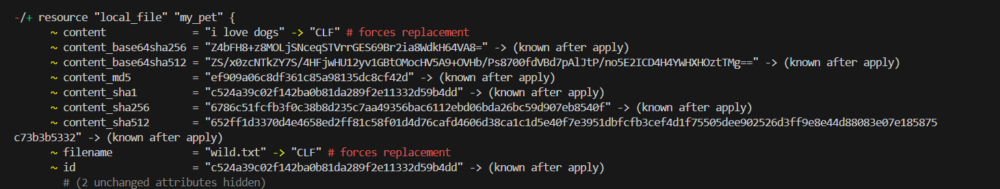 -/+ resource "local_file" "my_pet" {
~ content = "i love dogs" -> "CLF" # forces replacement
~ content_base64sha256 = "Z4bFH8+z8MOLjSNceqSTVrrGES69Br2ia8WdkH64VA8=" -> (known after apply)
~ content_base64sha512 = "ZS/x0zcNTkZY7S/4HFjwHU12yv1GBtOMocHV5A9+OVHb/Ps8700fdVBd7pAlJtP/no5E2ICD4H4YWHXHOztTMg==" -> (known after apply)
~ content_md5 = "ef909a06c8df361c85a98135dc8cf42d" -> (known after apply)
~ content_sha1 = "c524a39c02f142ba0b81da289f2e11332d59b4dd" -> (known after apply)
~ content_sha256 = "6786c51fcfb3f0c38b8d235c7aa49356bac6112ebd06bda26bc59d907eb8540f" -> (known after apply)
~ content_sha512 = "652ff1d3370d4e4658ed2ff81c58f01d4d76cafd4606d38ca1c1d5e40f7e3951dbfcfb3cef4d1f75505dee902526d3ff9e8e44d88083e07e185875
c73b3b5332" -> (known after apply)
~ filename = "wild.txt" -> "CLF" # forces replacement
~ id = "c524a39c02f142ba0b81da289f2e11332d59b4dd" -> (known after apply)
# (2 unchanged attributes hidden)